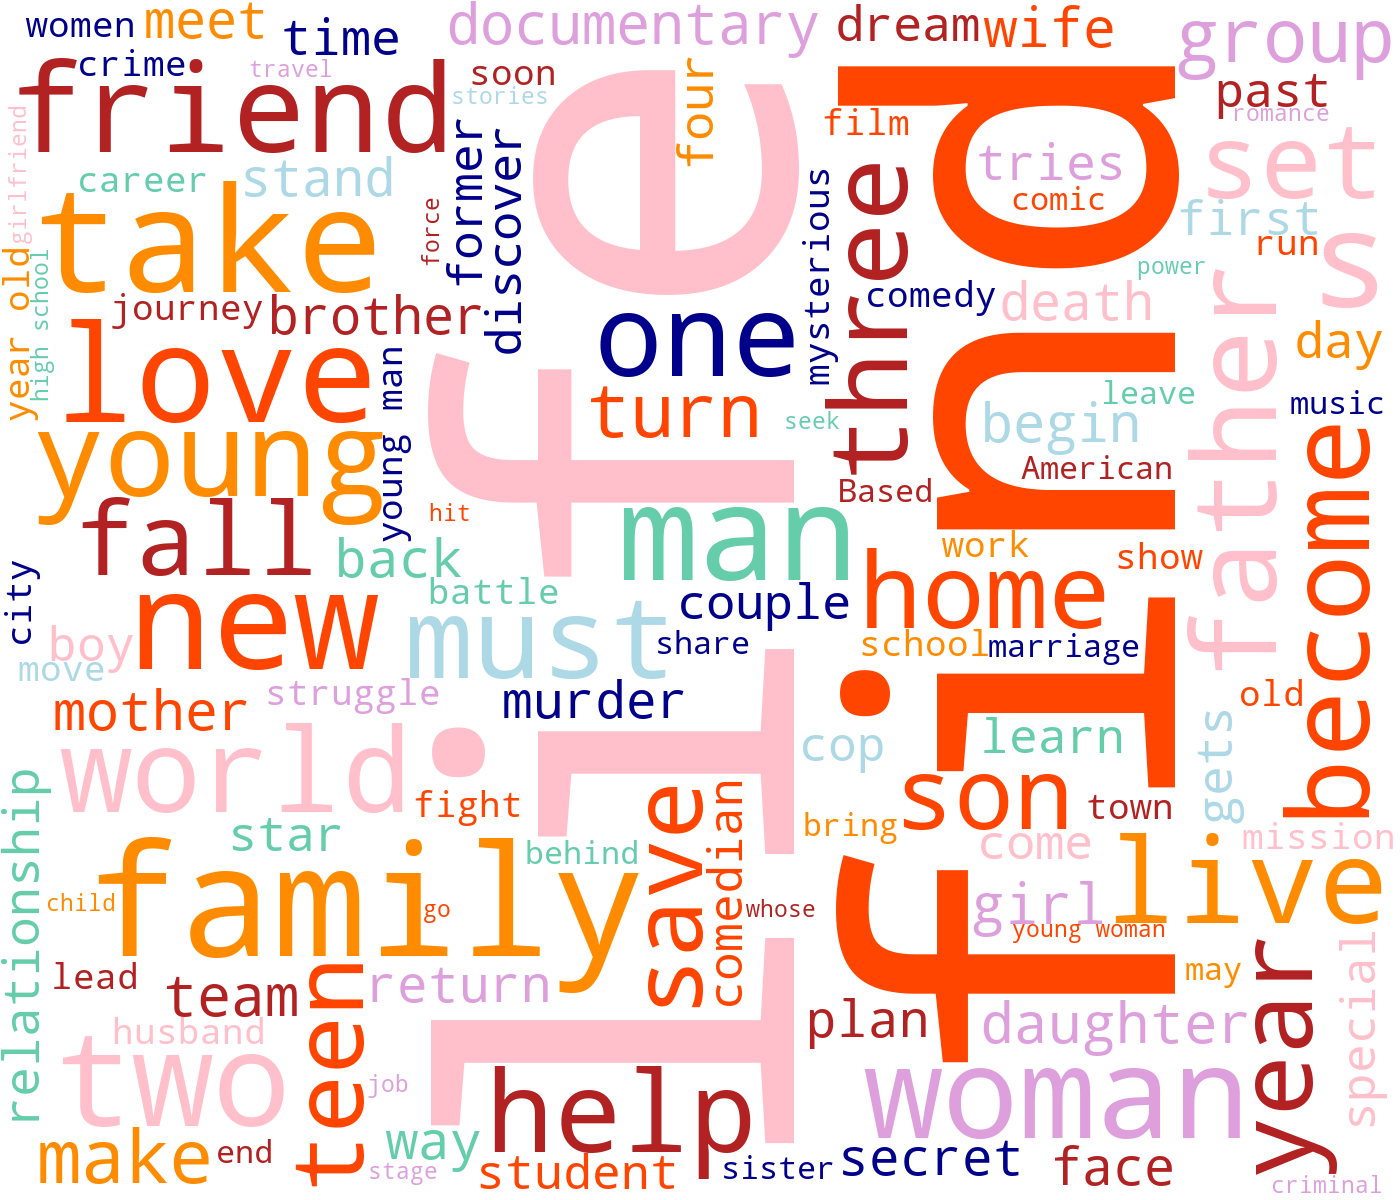 women
meet
time
documentary
dream
wife
group
crime
travel
soon
stories
four
film
past
romance
friend
girlfriend
career
stand
take
force
former
discover
life
mysterious
three
find
tries
comic
set
first
run
s
power
year old
high school
journey
brother
one
comedy
death
father
day
love
young man
turn
seek
leave
music
begin
young
American
Based
become
fall
hit
man
back
work
show
home
city
battle
couple
new
must
share
school
marriage
boy
move
mother
struggle
murder
old
gets
learn
cop
world
son
town
fight
save
comedian
star
bring
mission
relationship
behind
come
live
family
child
go
whose
girl
young woman
lead
team
teen
return
may
year
special
plan
daughter
husband
two
job
help
woman
way
make
end
stage
student
sister
secret
face
criminal